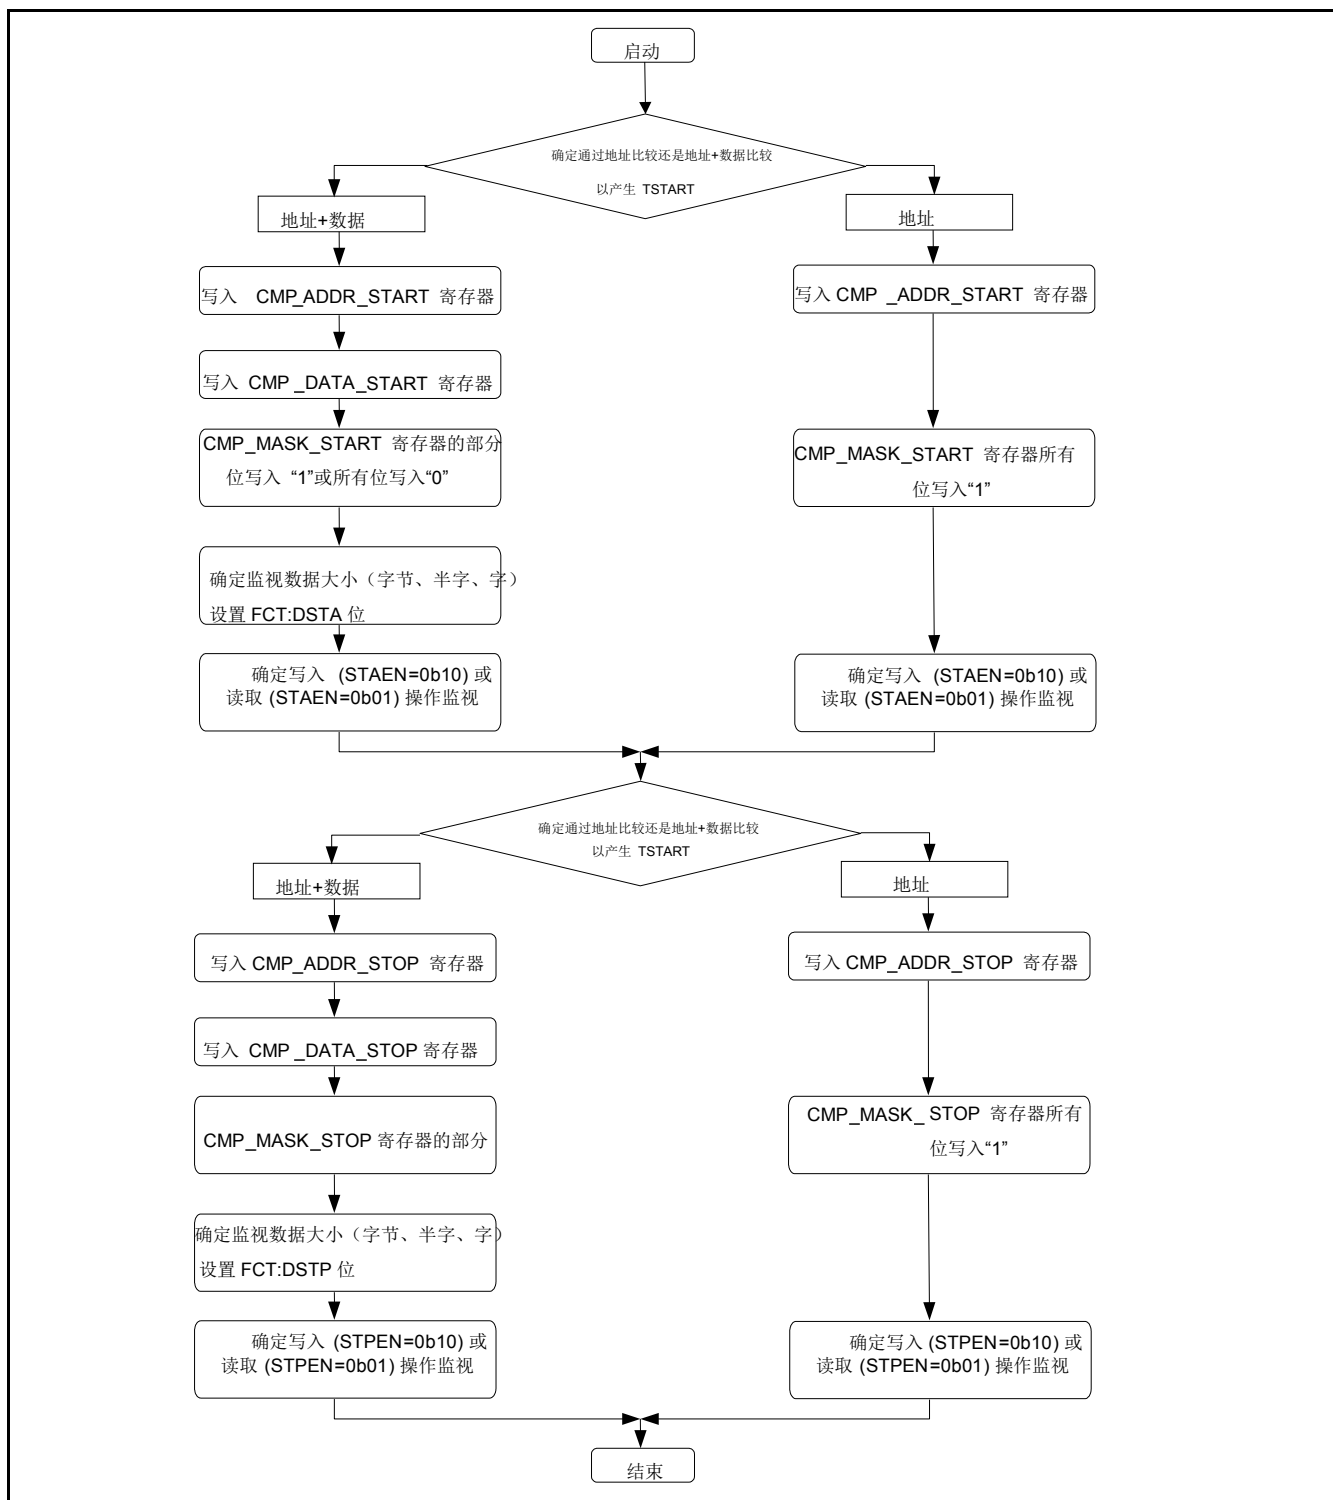 启动
确定通过地址比较还是地址+数据比较
以产生 TSTART
地址+数据
地址
写入 CMP_ADDR_START 寄存器
写入 CMP _ADDR_START 寄存器
写入 CMP _DATA_START 寄存器
CMP_MASK_START 寄存器的部分
位写入 “1”或所有位写入“0”
CMP_MASK_START 寄存器所有
位写入“1”
确定监视数据大小（字节、半字、字）
设置 FCT:DSTA 位
确定写入 (STAEN=0b10) 或
读取 (STAEN=0b01) 操作监视
确定写入 (STAEN=0b10) 或
读取 (STAEN=0b01) 操作监视
确定通过地址比较还是地址+数据比较
以产生 TSTART
地址+数据
地址
写入 CMP_ADDR_STOP 寄存器
写入 CMP_ADDR_STOP 寄存器
写入 CMP _DATA_STOP 寄存器
CMP_MASK_STOP 寄存器的部分
CMP_MASK_ STOP 寄存器所有
位写入“1”
确定监视数据大小（字节、半字、字）
设置 FCT:DSTP 位
确定写入 (STPEN=0b10) 或
读取 (STPEN=0b01) 操作监视
确定写入 (STPEN=0b10) 或
读取 (STPEN=0b01) 操作监视
结束